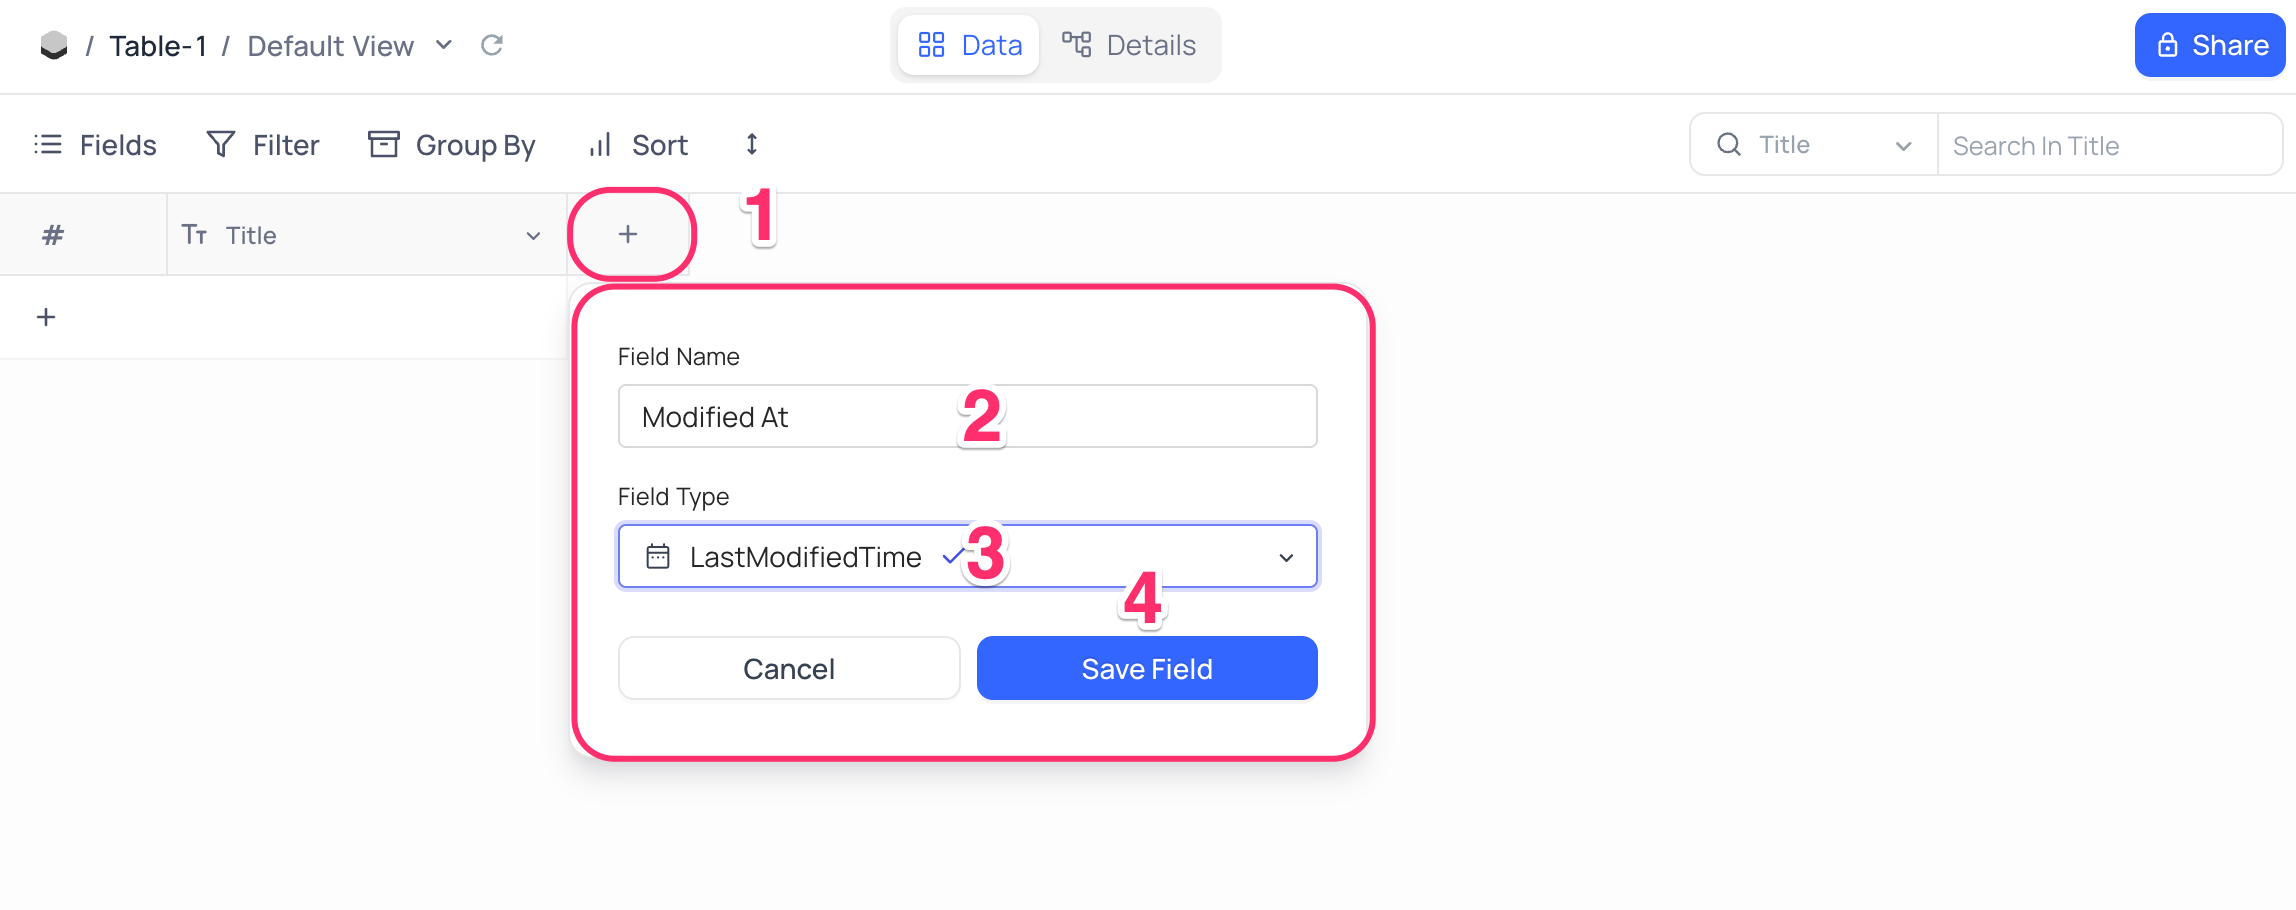 / Table-1 / Default View
Data
Details
Share
Fields
Filter
Group By
Sort
Title
Search In Title
#
Tт Title
+
1
+
Field Name
Modified At
2
Field Type
LastModifiedTime
3
4
Cancel
Save Field